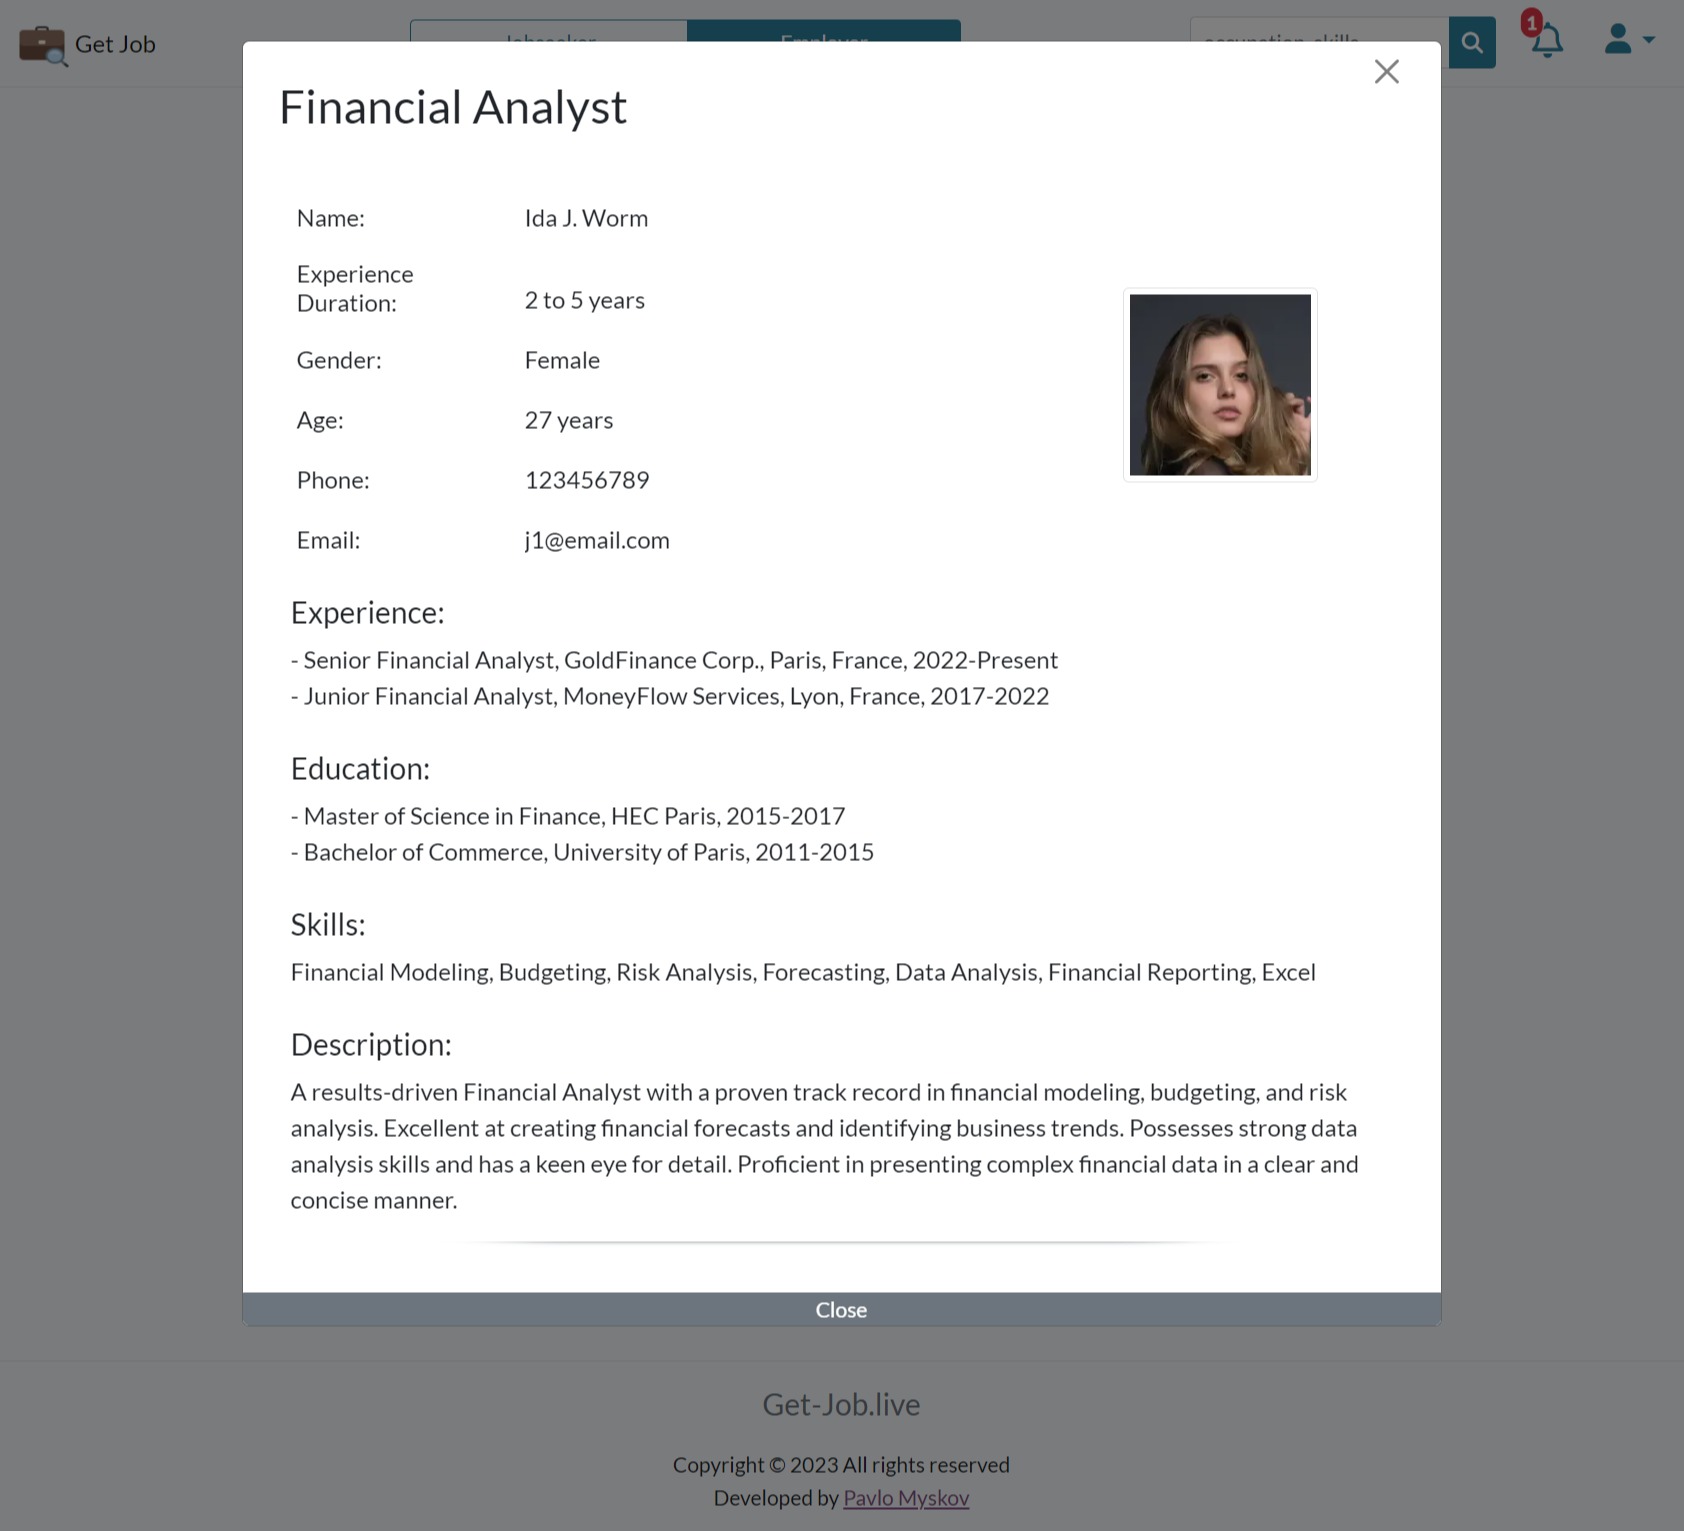 Get Job
Jobseeker
Employer
occupation, skills
1
Financial Analyst
Name:
Ida J. Worm
Experience
Duration:
2 to 5 years
Gender:
Female
Age:
27 years
Phone:
123456789
Email:
j1@email.com
Experience:
- Senior Financial Analyst, GoldFinance Corp., Paris, France, 2022-Present
- Junior Financial Analyst, MoneyFlow Services, Lyon, France, 2017-2022
Education:
- Master of Science in Finance, HEC Paris, 2015-2017
- Bachelor of Commerce, University of Paris, 2011-2015
Skills:
Financial Modeling, Budgeting, Risk Analysis, Forecasting, Data Analysis, Financial Reporting, Excel
Description:
A results-driven Financial Analyst with a proven track record in financial modeling, budgeting, and risk
analysis. Excellent at creating financial forecasts and identifying business trends. Possesses strong data
analysis skills and has a keen eye for detail. Proficient in presenting complex financial data in a clear and
concise manner.
Close
Get-Job.live
Copyright © 2023 All rights reserved
Developed by Pavlo Myskov